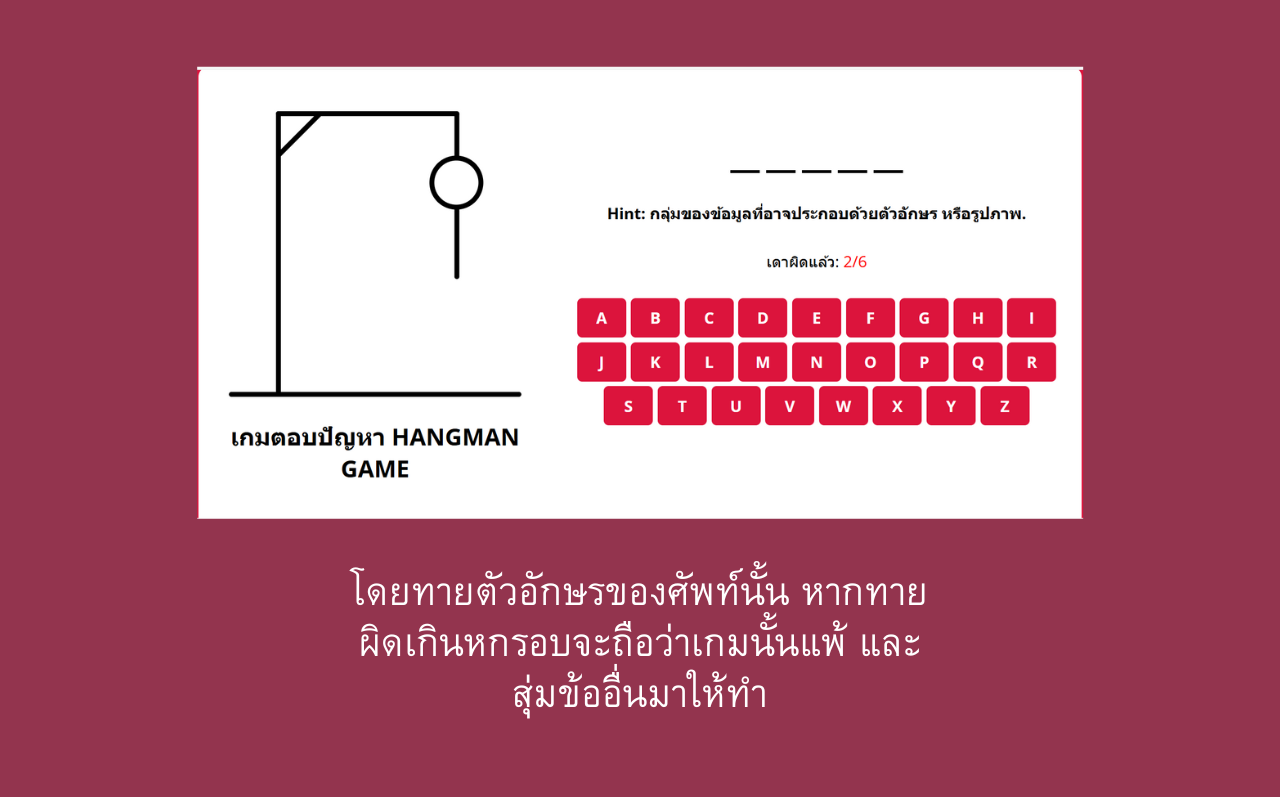 _ _ _ _ _
Hint: กลุ่มของข้อมูลที่อาจประกอบด้วยตัวอักษร หรือรูปภาพ.
เดาผิดแล้ว: 2/6
A B C D E F G H I
J K L M N O P Q R
S T U V W X Y Z
เกมตอบปัญหา HANGMAN
GAME
โดยทายตัวอักษรของศัพท์นั้น หากทาย
ผิดเกินหกรอบจะถือว่าเกมนั้นแพ้ และ
สุ่มข้ออื่นมาให้ทำ